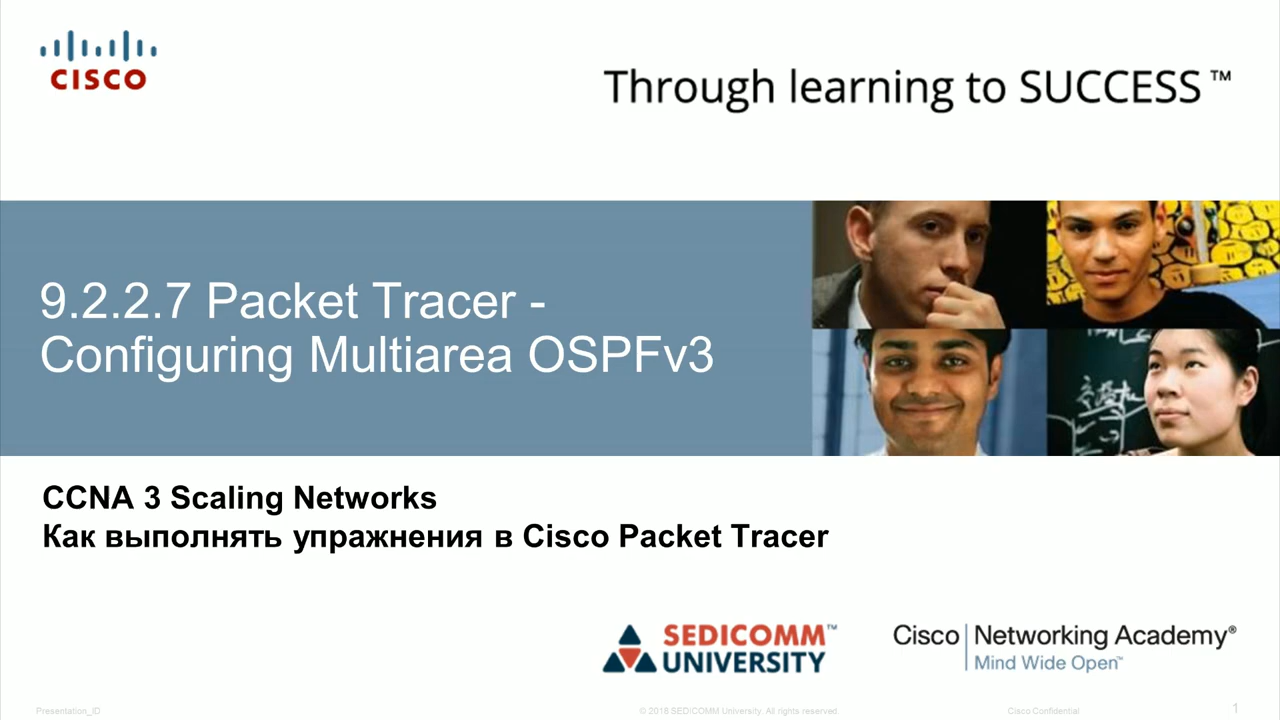 CISCO
Through learning to SUCCESS™
9.2.2.7 Packet Tracer -
Configuring Multiarea OSPFv3
CCNA 3 Scaling Networks
Как выполнять упражнения в Cisco Packet Tracer
SEDICOMM™
UNIVERSITY
Cisco Networking Academy®
Mind Wide Open™
Presentation_ID
© 2018 SEDICOMM University. All rights reserved
Cisco Confidential
1